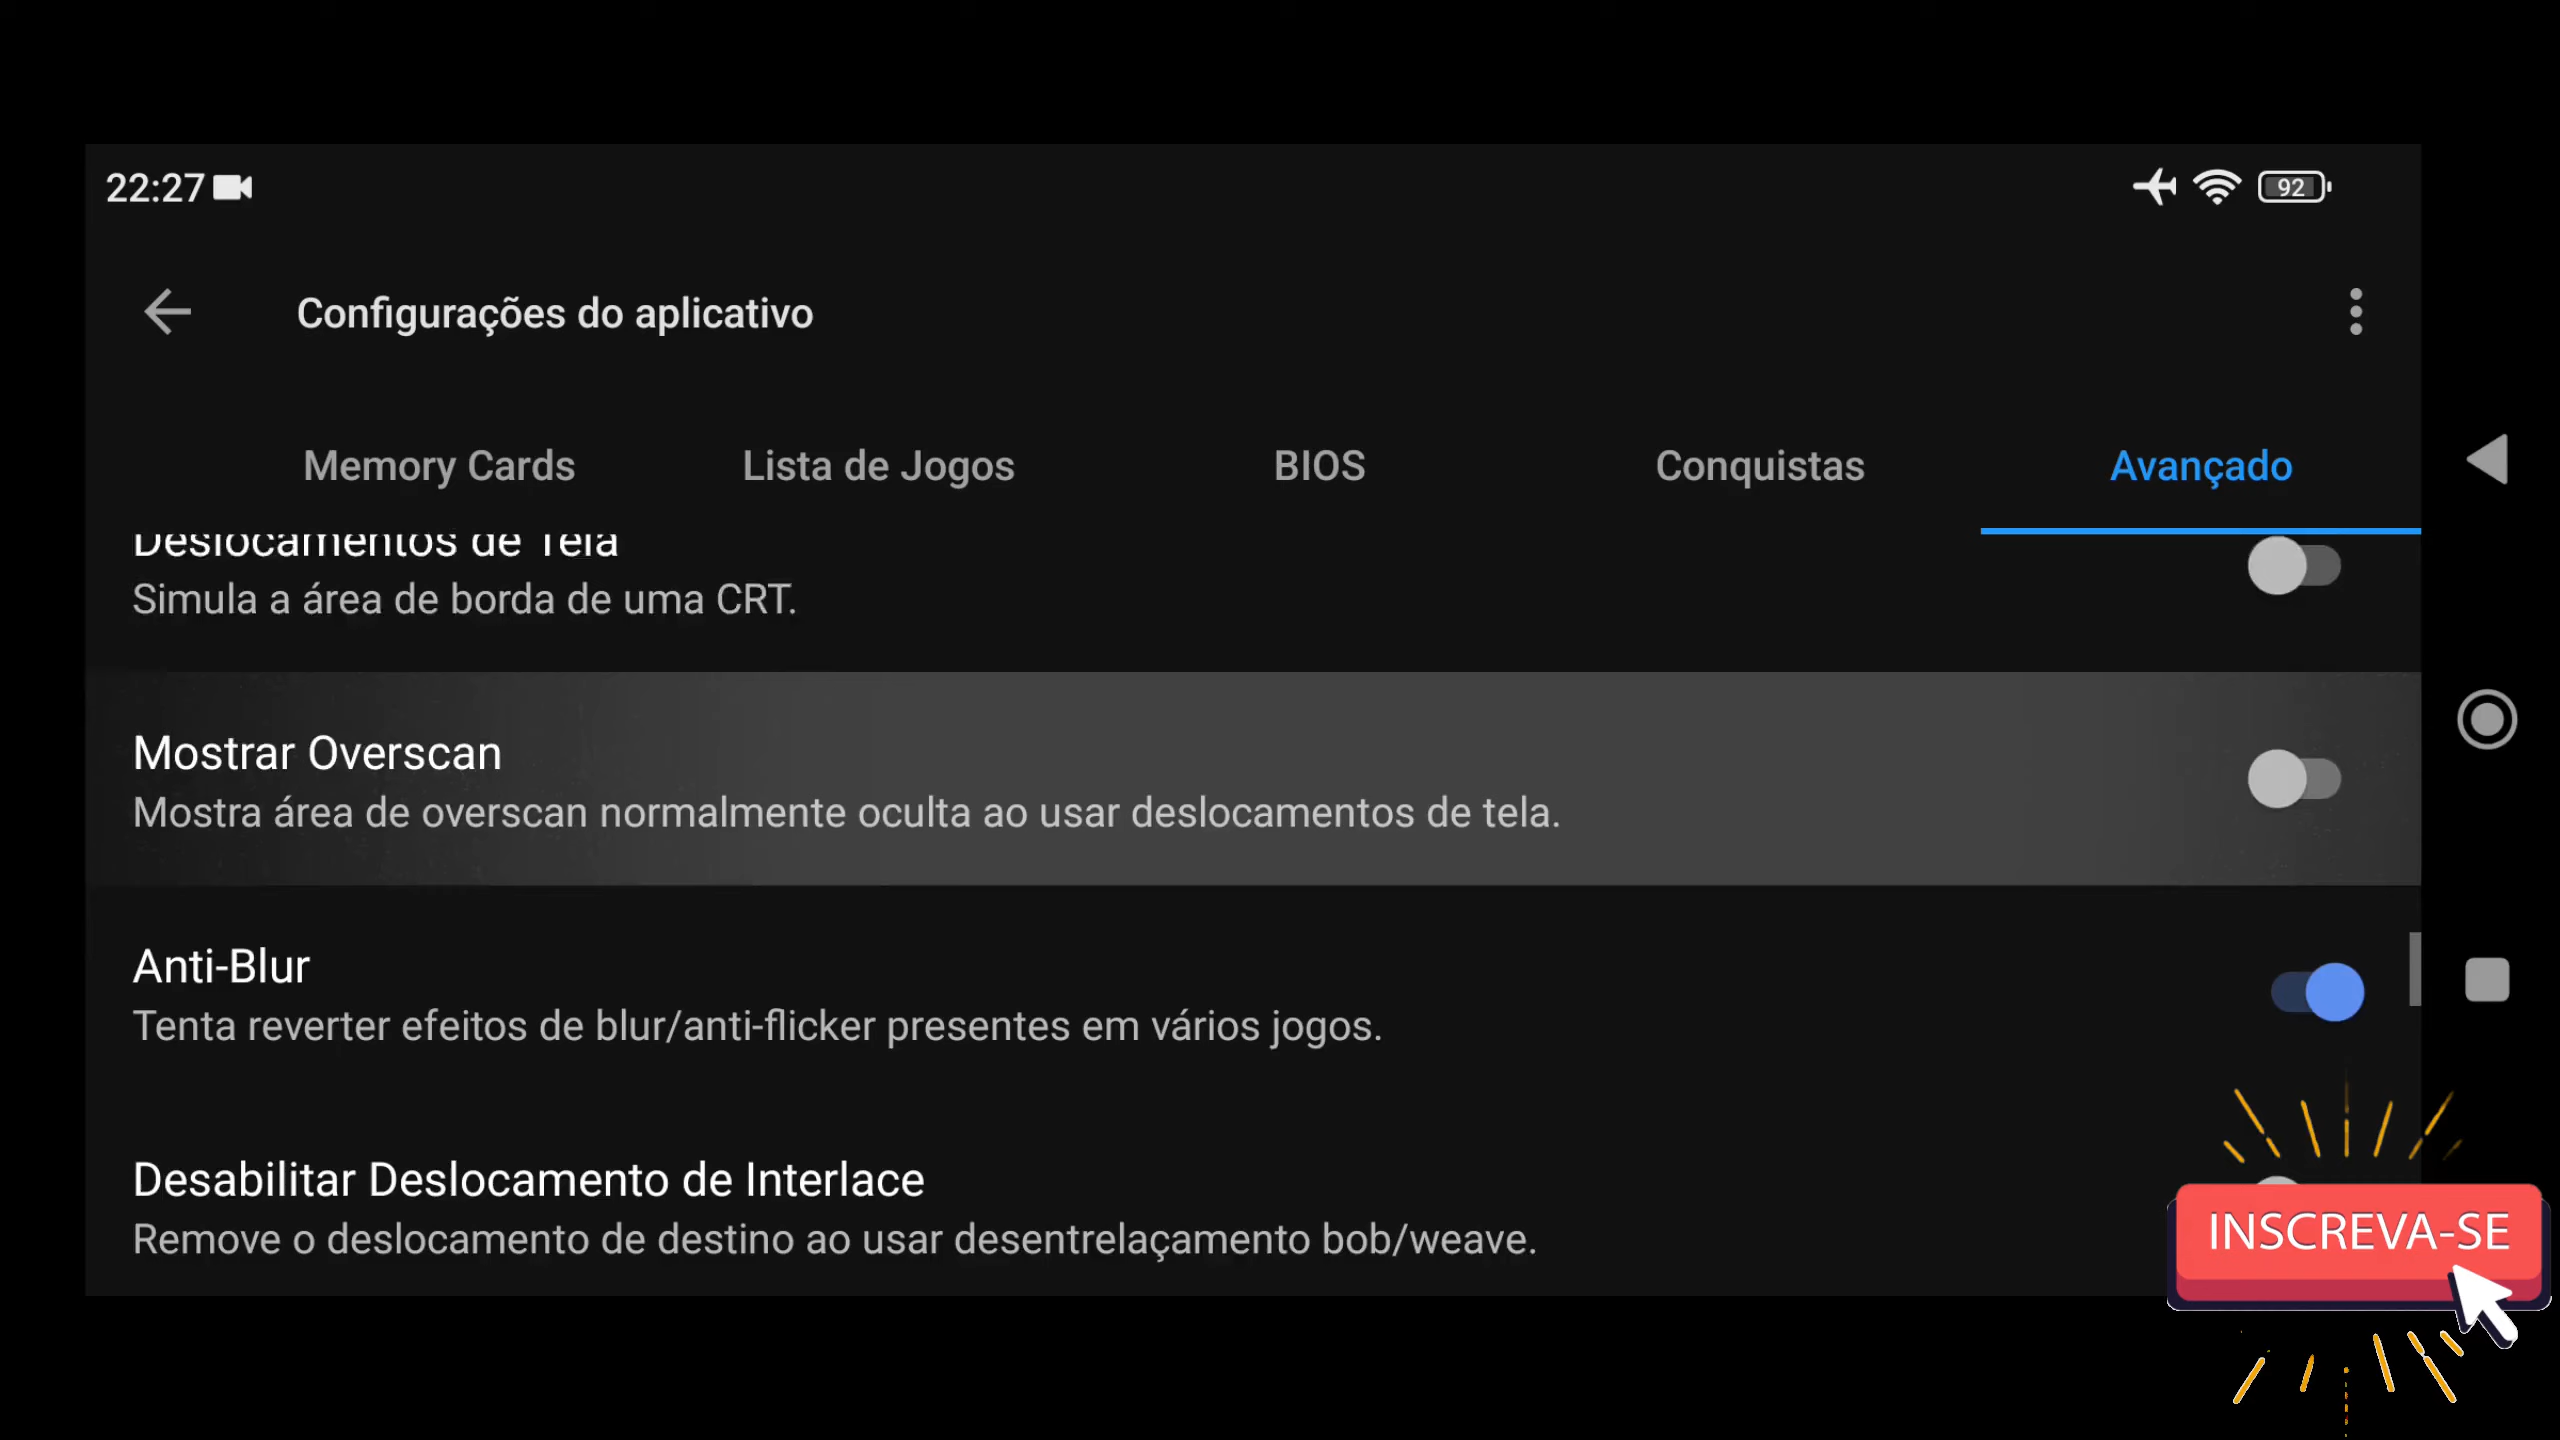 22:27
92
Configurações do aplicativo
Memory Cards
Lista de Jogos
BIOS
Conquistas
Avançado
Deslocamentos de Tela
Simula a área de borda de uma CRT.
Mostrar Overscan
Mostra área de overscan normalmente oculta ao usar deslocamentos de tela.
Anti-Blur
Tenta reverter efeitos de blur/anti-flicker presentes em vários jogos.
Desabilitar Deslocamento de Interlace
Remove o deslocamento de destino ao usar desentrelaçamento bob/weave.
INSCREVA-SE